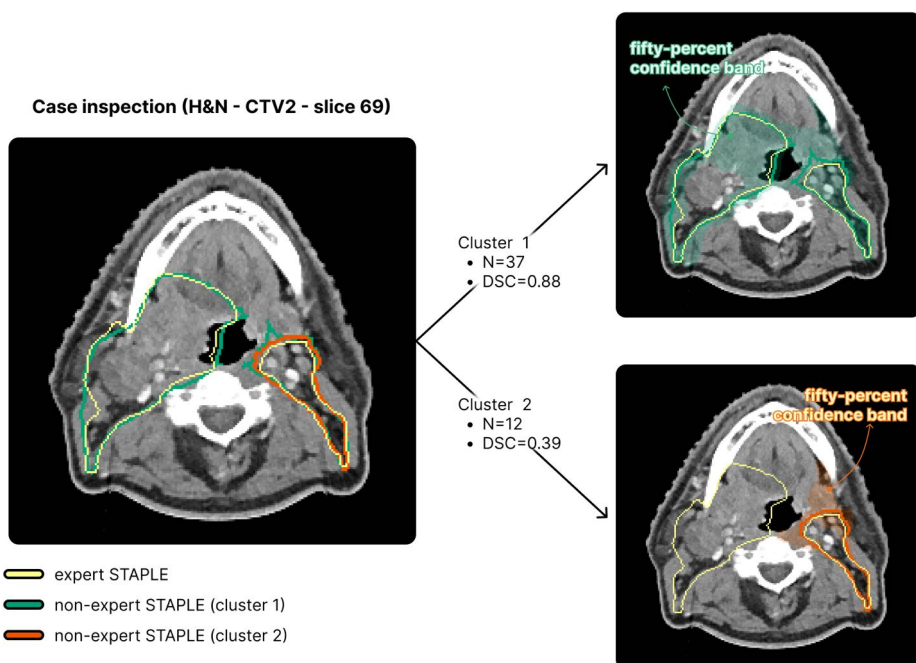 Case inspection (H&N - CTV2 - slice 69)
Cluster 1
• N=37
• DSC=0.88
Cluster 2
• N=12
• DSC=0.39
fifty-percent
confidence band
fifty-percent
confidence band
expert STAPLE
non-expert STAPLE (cluster 1)
non-expert STAPLE (cluster 2)